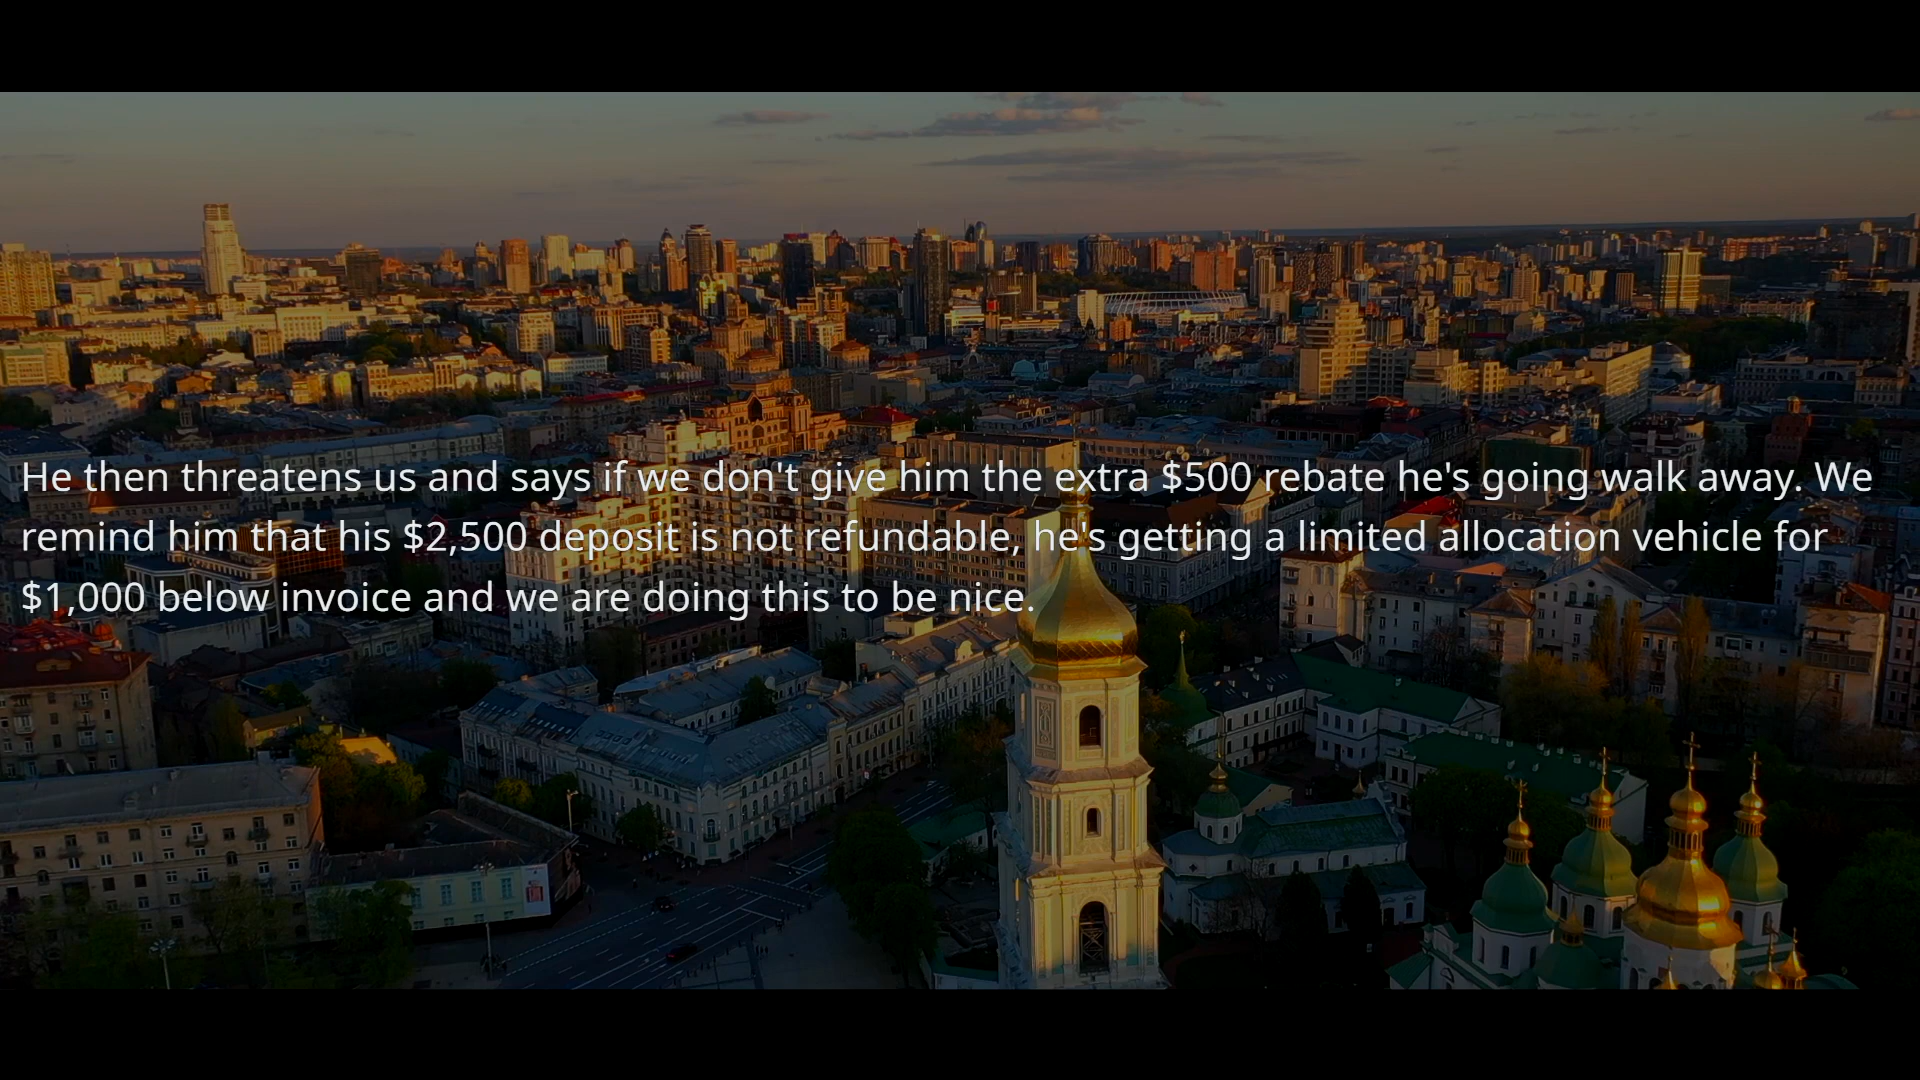 He then threatens us and says if we don't give him the extra $500 rebate he's going walk away. We
remind him that his $2,500 deposit is not refundable, he's getting a limited allocation vehicle for
$1,000 below invoice and we are doing this to be nice.